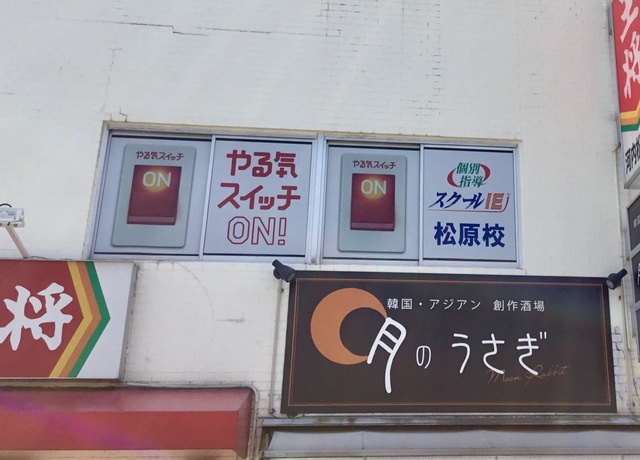 やる気スイッチ
ON
やる気
スイッチ
ON!
やる気スイッチ
ON
個別
指導
スクールIE
松原校
将
韓国・アジアン 創作酒場
月のうさぎ
Moon Rabbit
王将